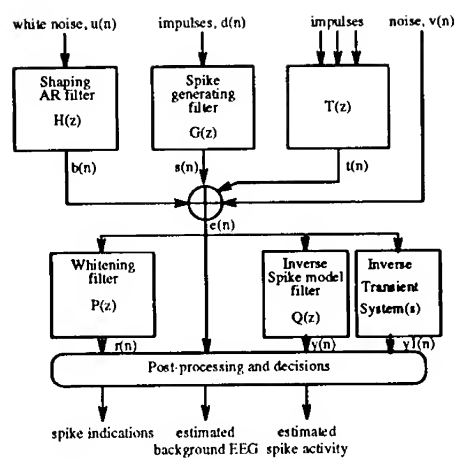 white noise, u(n)
impulses, d(n)
impulses
noise, v(n)
Shaping
AR filter
H(z)
Spike
generating
filter
G(z)
T(z)
b(n)
s(n)
t(n)
e(n)
Whitening
filter
P(z)
Inverse
Spike model
filter
Q(z)
Inverse
Transient
System(s)
r(n)
y(n)
y1(n)
Post-processing and decisions
spike indications
estimated
background EEG
estimated
spike activity